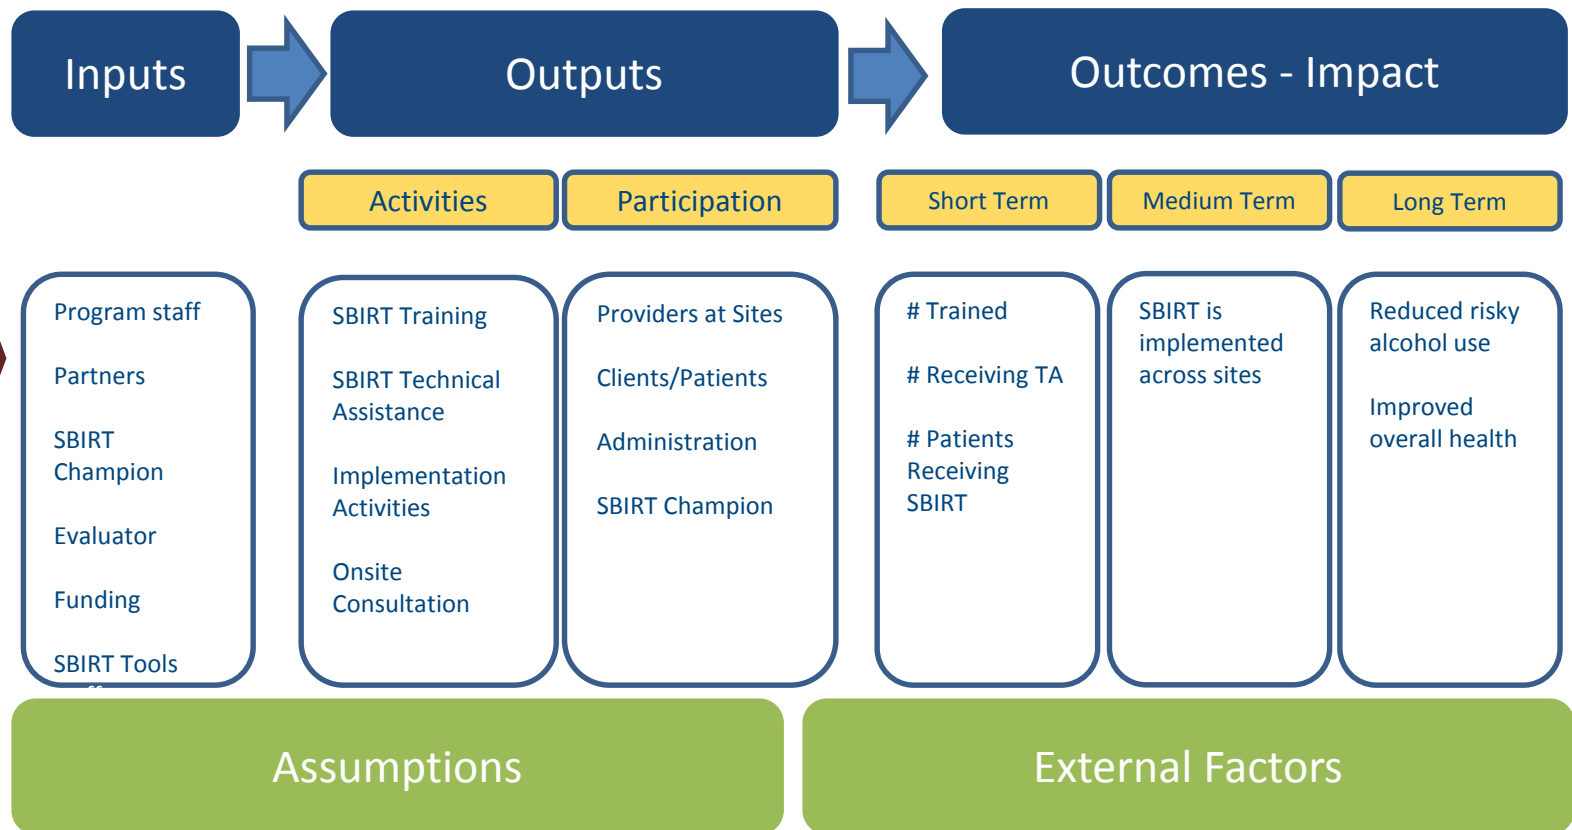 Inputs
Outputs
Outcomes - Impact
Activities
Participation
Short Term
Medium Term
Long Term
Program staff
Partners
SBIRT
Champion
Evaluator
Funding
SBIRT Tools
SBIRT Training
SBIRT Technical
Assistance
Implementation
Activities
Onsite
Consultation
Providers at Sites
Clients/Patients
Administration
SBIRT Champion
# Trained
# Receiving TA
# Patients
Receiving
SBIRT
SBIRT is
implemented
across sites
Reduced risky
alcohol use
Improved
overall health
Assumptions
External Factors